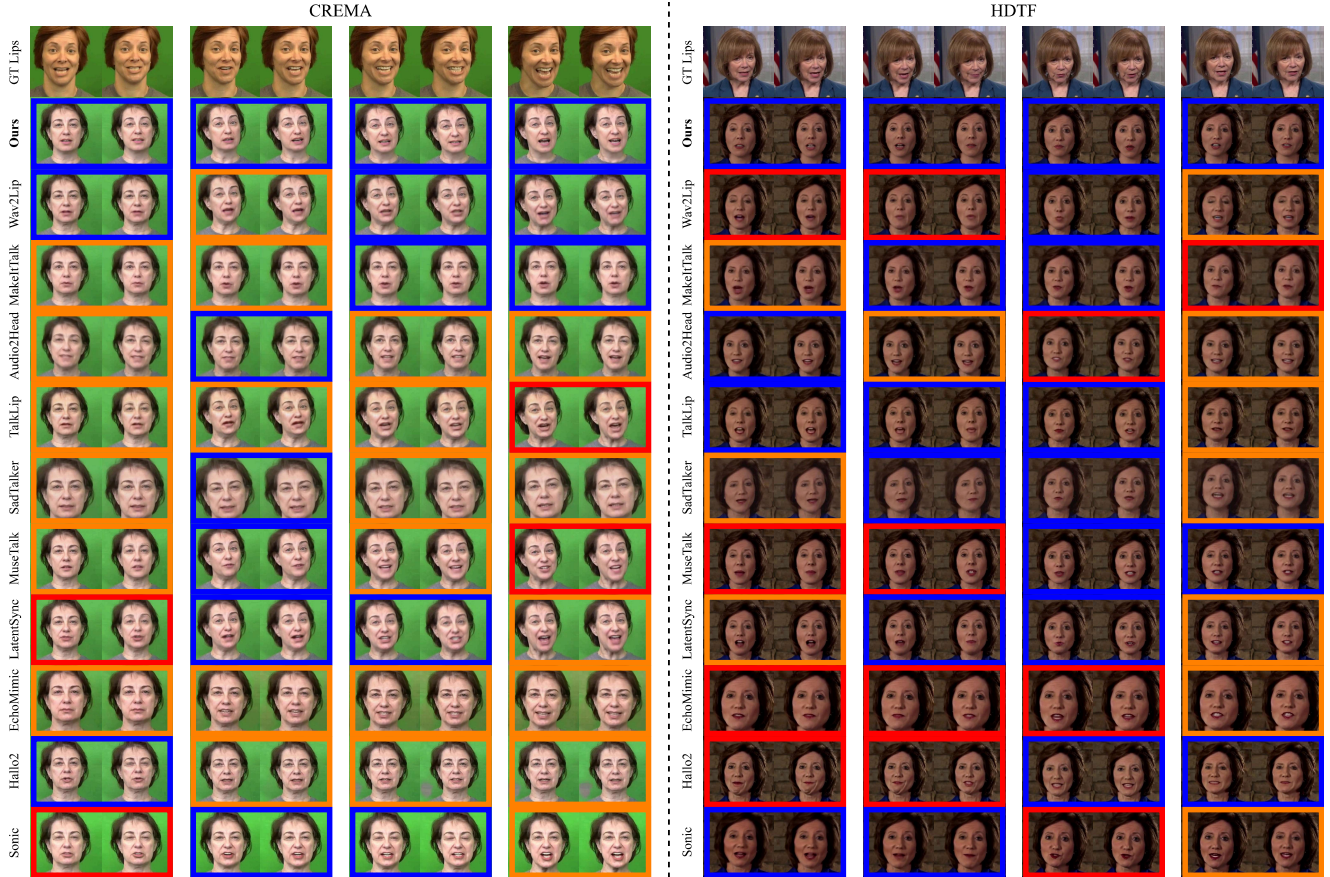 CREMA
HDTF
GT Lips
Ours
Wav2Lip
MakeItTalk
Audio2Head
TalkLip
SadTalker
MuseTalk
LatentSync
EchoMimic
Hallo2
Sonic
GT Lips
Ours
Wav2Lip
MakeItTalk
Audio2Head
TalkLip
SadTalker
MuseTalk
LatentSync
EchoMimic
Hallo2
Sonic